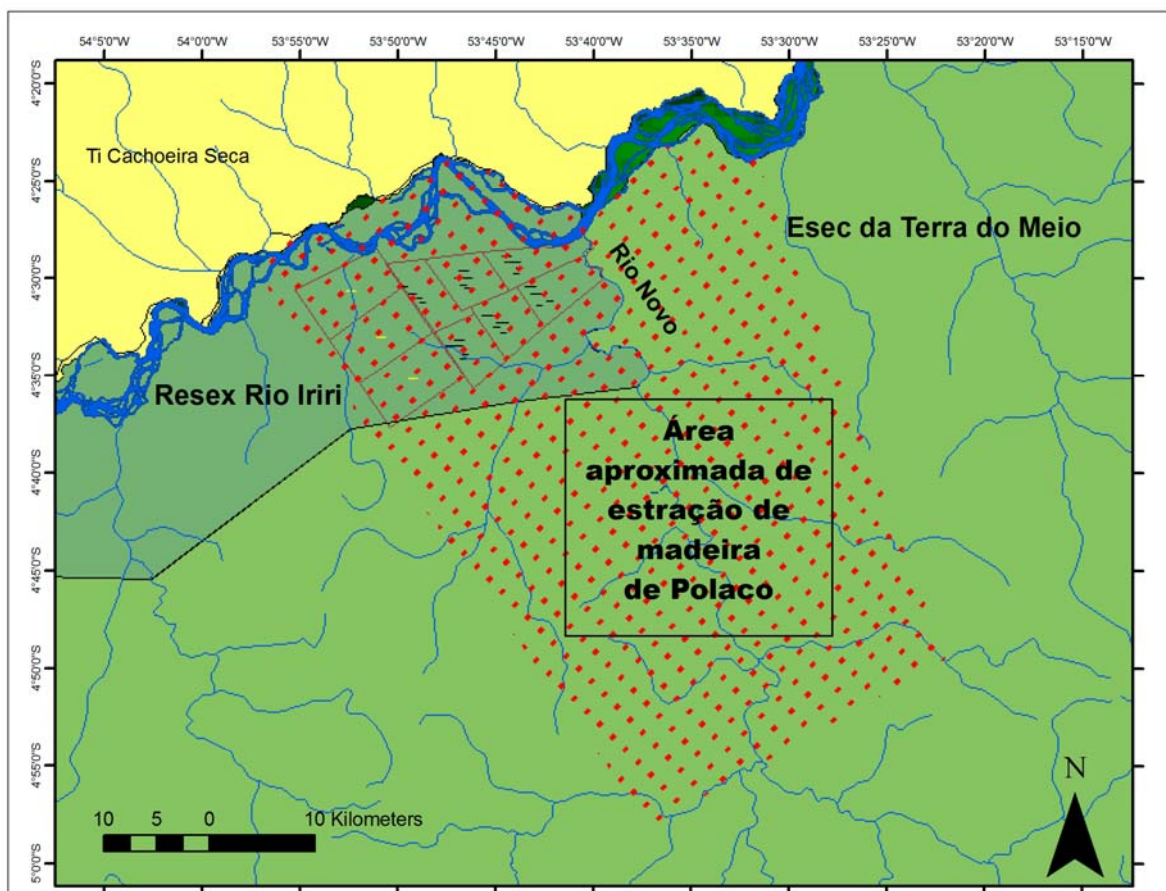 54°5'0"W 54°0'0"W 53°55'0"W 53°50'0"W 53°45'0"W 53°40'0"W 53°35'0"W 53°30'0"W 53°25'0"W 53°20'0"W 53°15'0"W
4°20'0"S
4°25'0"S
4°30'0"S
4°35'0"S
4°40'0"S
4°45'0"S
4°50'0"S
4°55'0"S
5°0'0"S
Ti Cachoeira Seca
Esec da Terra do Meio
Rio Novo
Resex Rio Iriri
Área
aproximada de
estração de
madeira
de Polaco
N
10 5 0 10 Kilometers